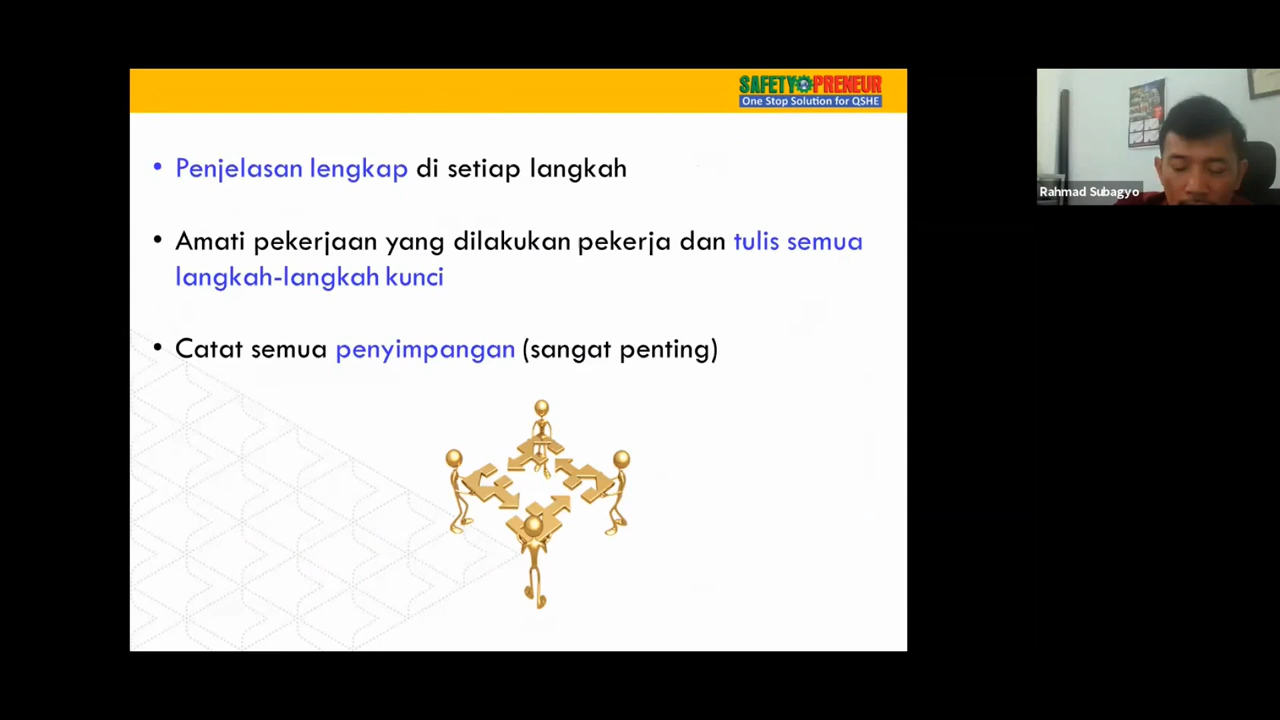 SAFETYPRENEUR
One Stop Solution for QSHE
• Penjelasan lengkap di setiap langkah
• Amati pekerjaan yang dilakukan pekerja dan tulis semua
langkah-langkah kunci
• Catat semua penyimpangan (sangat penting)
Rahmad Subagyo